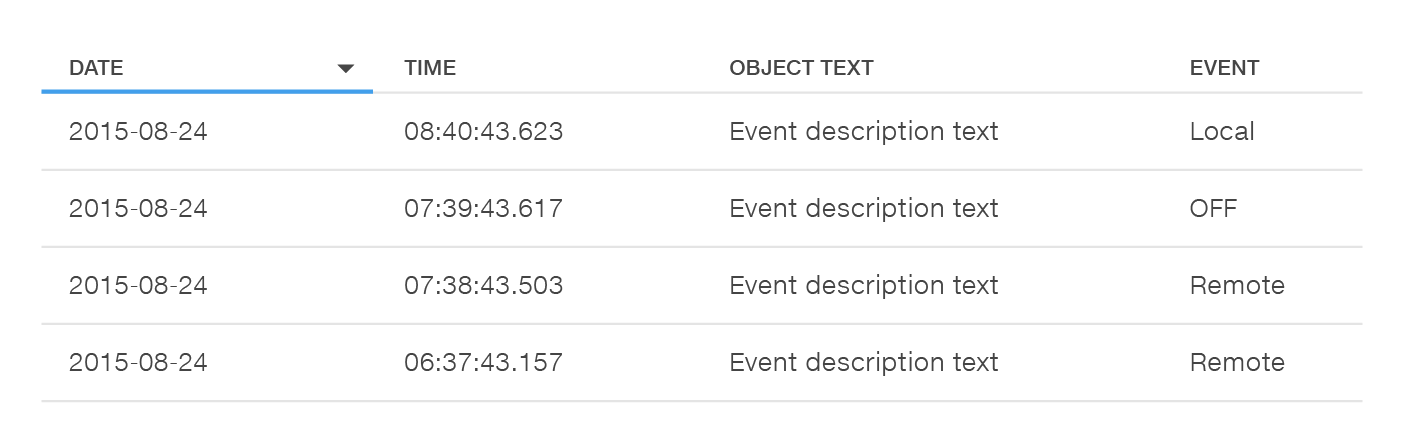 DATE TIME OBJECT TEXT EVENT
2015-08-24 08:40:43.623 Event description text Local
2015-08-24 07:39:43.617 Event description text OFF
2015-08-24 07:38:43.503 Event description text Remote
2015-08-24 06:37:43.157 Event description text Remote